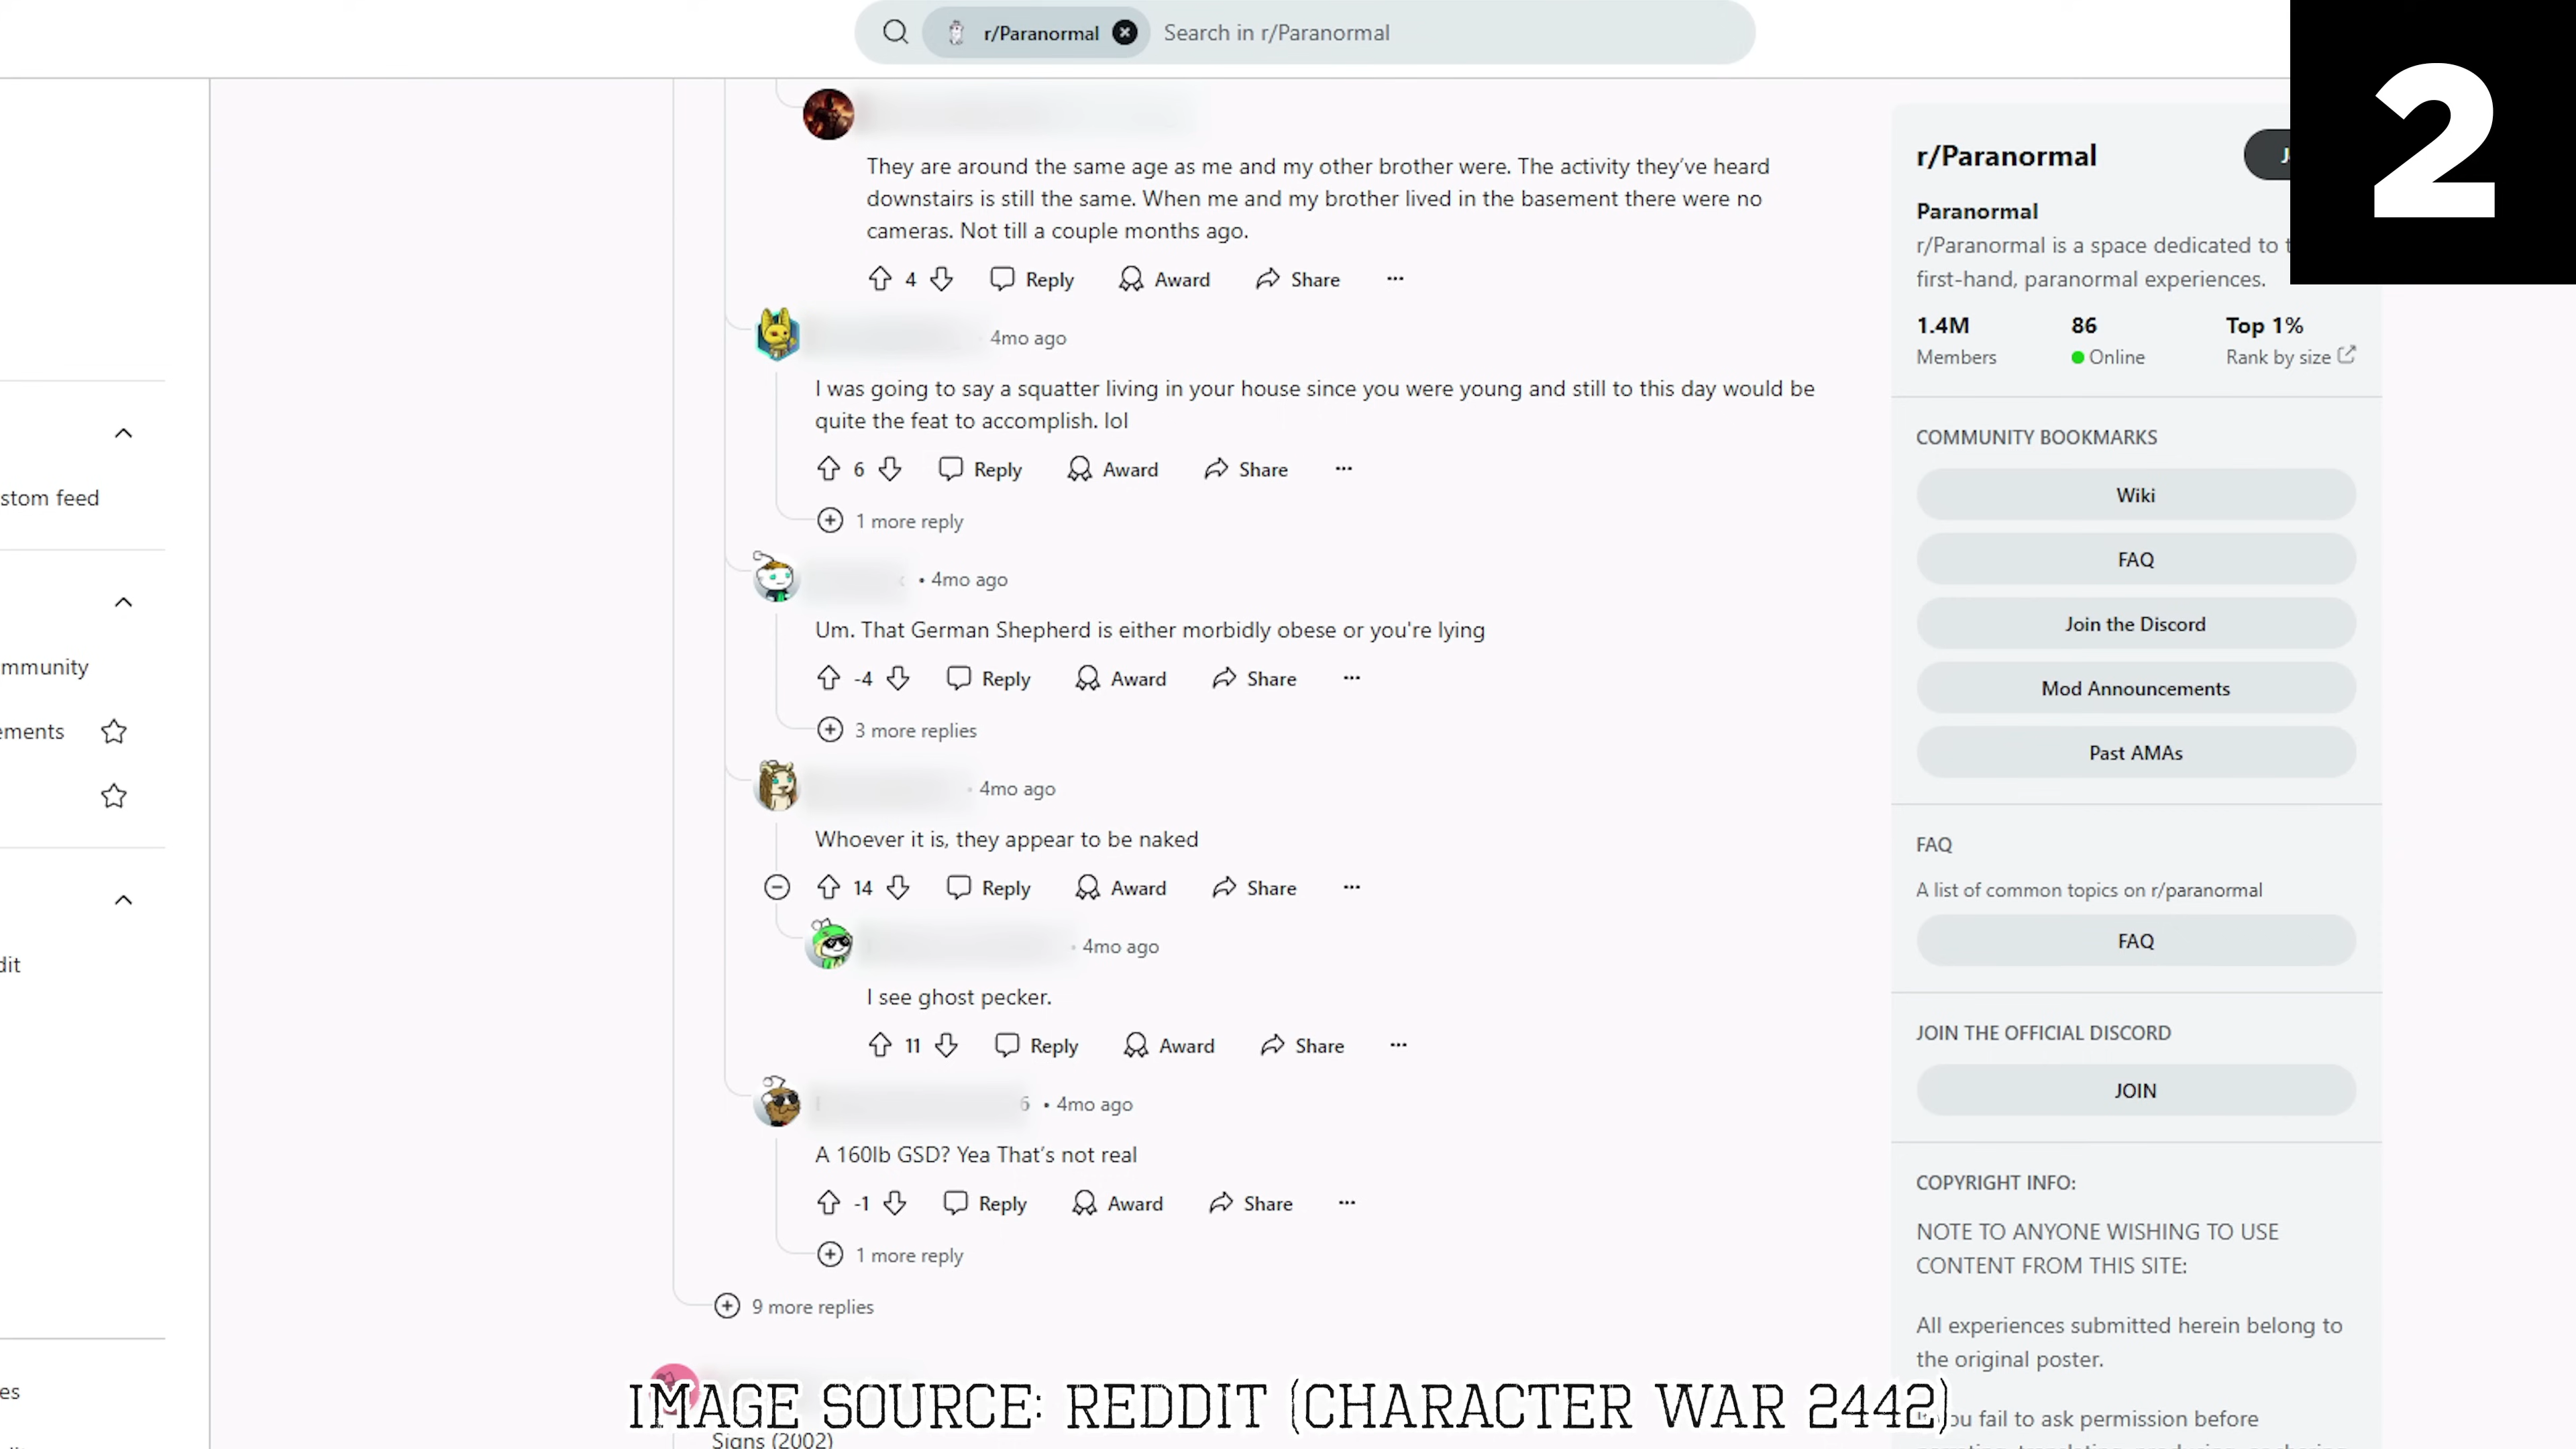 r/Paranormal
Search in r/Paranormal
2
They are around the same age as me and my other brother were. The activity they've heard
downstairs is still the same. When me and my brother lived in the basement there were no
cameras. Not till a couple months ago.
4 Reply Award Share
4mo ago
I was going to say a squatter living in your house since you were young and still to this day would be
quite the feat to accomplish. lol
6 Reply Award Share
1 more reply
• 4mo ago
Um. That German Shepherd is either morbidly obese or you're lying
-4 Reply Award Share
3 more replies
4mo ago
Whoever it is, they appear to be naked
14 Reply Award Share
4mo ago
I see ghost pecker.
11 Reply Award Share
6 • 4mo ago
A 160lb GSD? Yea That's not real
-1 Reply Award Share
1 more reply
9 more replies
Signs (2002)
stom feed
mmunity
ements
dit
es
r/Paranormal
Paranormal
r/Paranormal is a space dedicated to
first-hand, paranormal experiences.
1.4M 86 Top 1%
Members Online Rank by size
COMMUNITY BOOKMARKS
Wiki
FAQ
Join the Discord
Mod Announcements
Past AMAs
FAQ
A list of common topics on r/paranormal
FAQ
JOIN THE OFFICIAL DISCORD
JOIN
COPYRIGHT INFO:
NOTE TO ANYONE WISHING TO USE
CONTENT FROM THIS SITE:
All experiences submitted herein belong to
the original poster.
you fail to ask permission before
IMAGE SOURCE: REDDIT (CHARACTER WAR 2442)